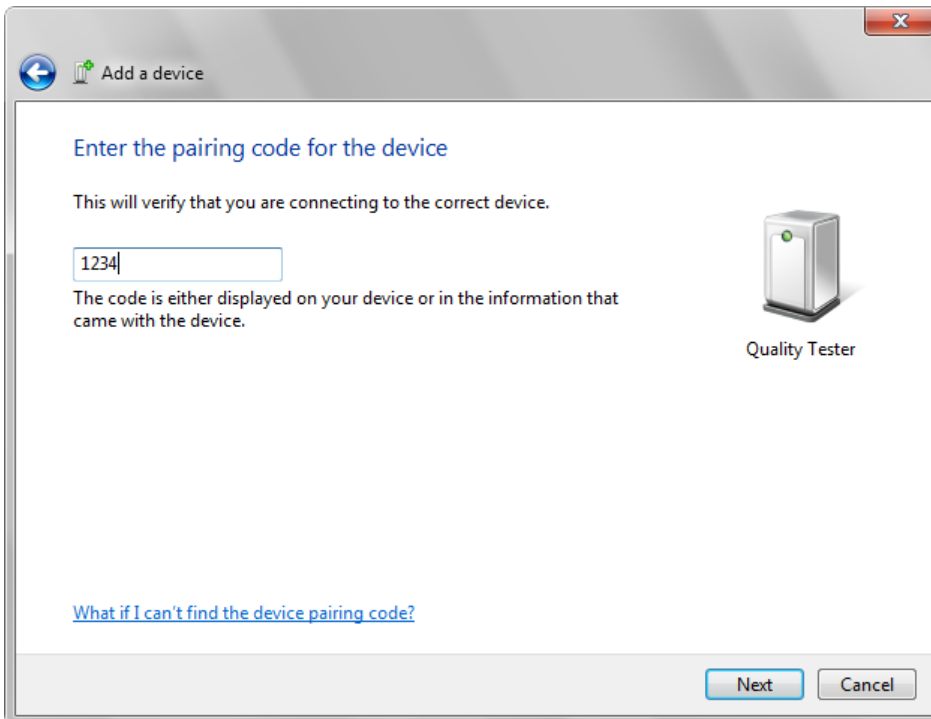 Add a device
Enter the pairing code for the device
This will verify that you are connecting to the correct device.
1234
The code is either displayed on your device or in the information that
came with the device.
Quality Tester
What if I can't find the device pairing code?
Next
Cancel